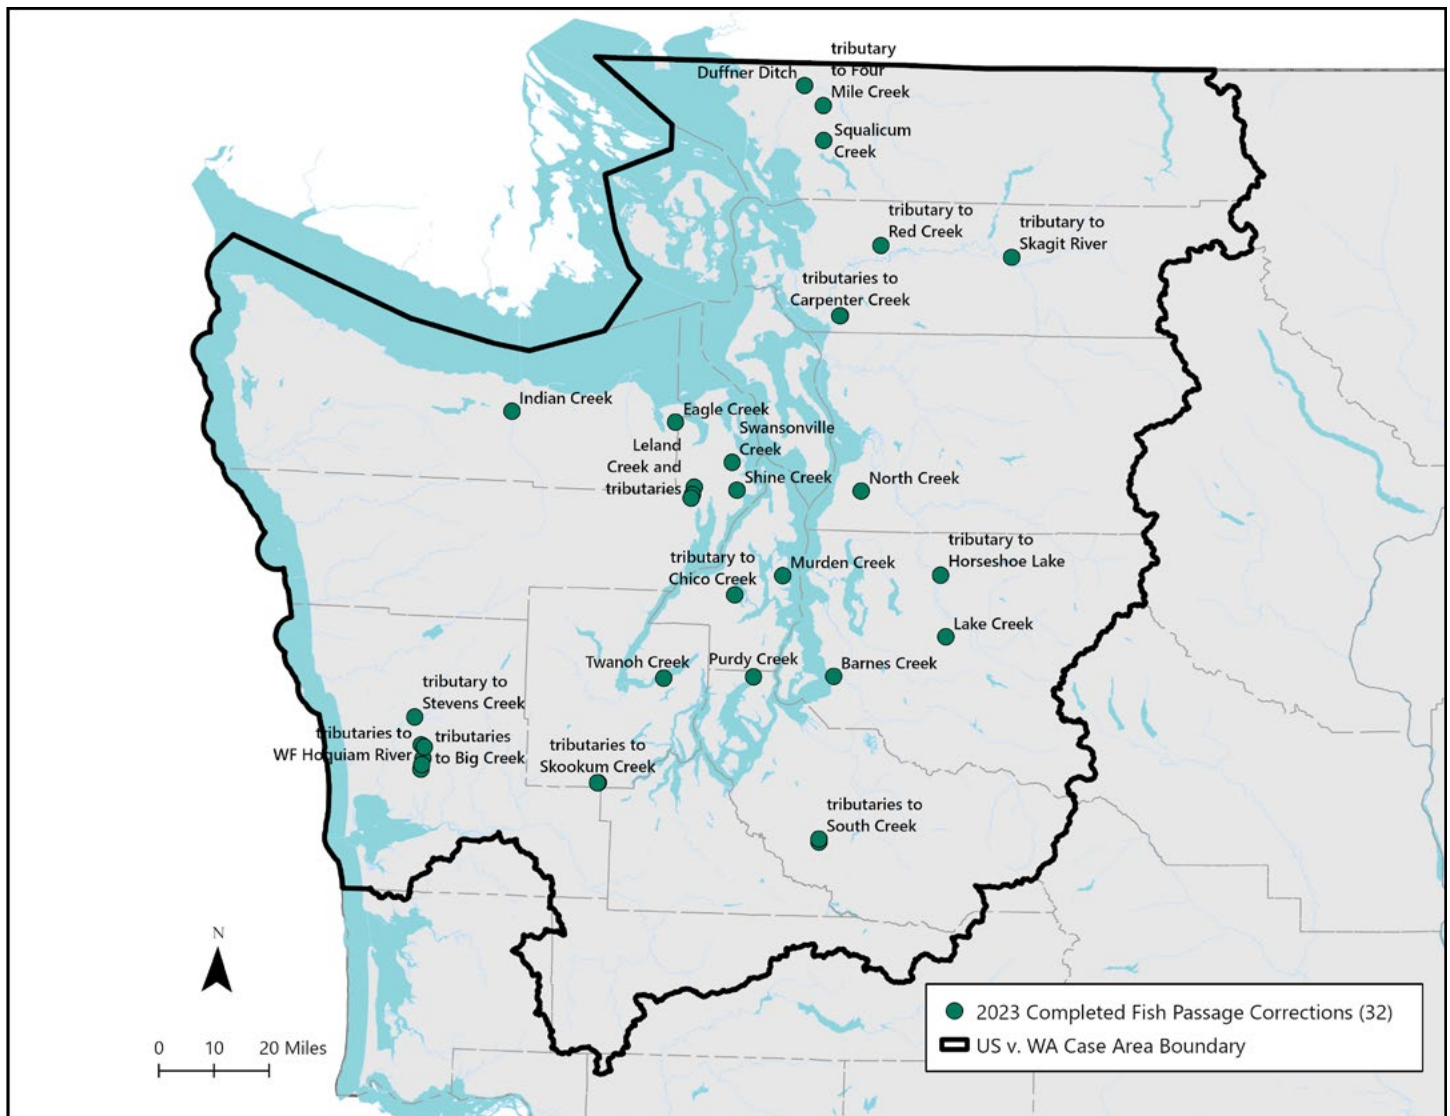 tributary
to Four
Mile Creek
Duffner Ditch
Squalicum
Creek
tributary to
Red Creek
tributary to
Skagit River
tributaries to
Carpenter Creek
Indian Creek
Eagle Creek
Swansonville
Creek
Leland
Creek and
tributaries
Shine Creek
North Creek
tributary to
Horseshoe Lake
tributary to
Chico Creek
Murden Creek
Lake Creek
Twanoh Creek
Purdy Creek
Barnes Creek
tributary to
Stevens Creek
tributaries to
WF Hoquiam River
tributaries
to Big Creek
tributaries to
Skookum Creek
tributaries to
South Creek
N
0 10 20 Miles
2023 Completed Fish Passage Corrections (32)
US v. WA Case Area Boundary